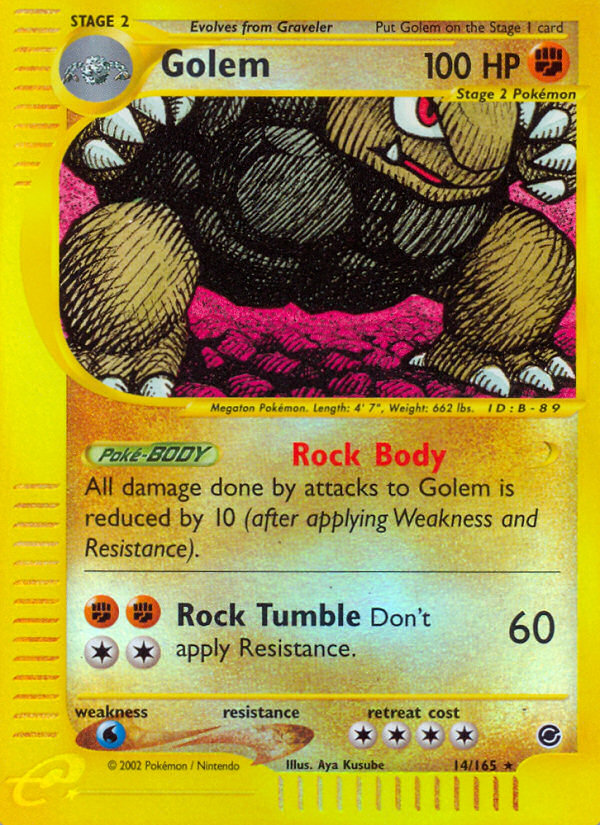 STAGE 2
Evolves from Graveler
Put Golem on the Stage 1 card
Golem
100 HP
Stage 2 Pokémon
Megaton Pokémon. Length: 4' 7", Weight: 662 lbs. ID:B-89
Poké-BODY
Rock Body
All damage done by attacks to Golem is
reduced by 10 (after applying Weakness and
Resistance).
Rock Tumble Don't
apply Resistance.
60
weakness
resistance
retreat cost
© 2002 Pokémon / Nintendo
Illus. Aya Kusube
14/165 ★